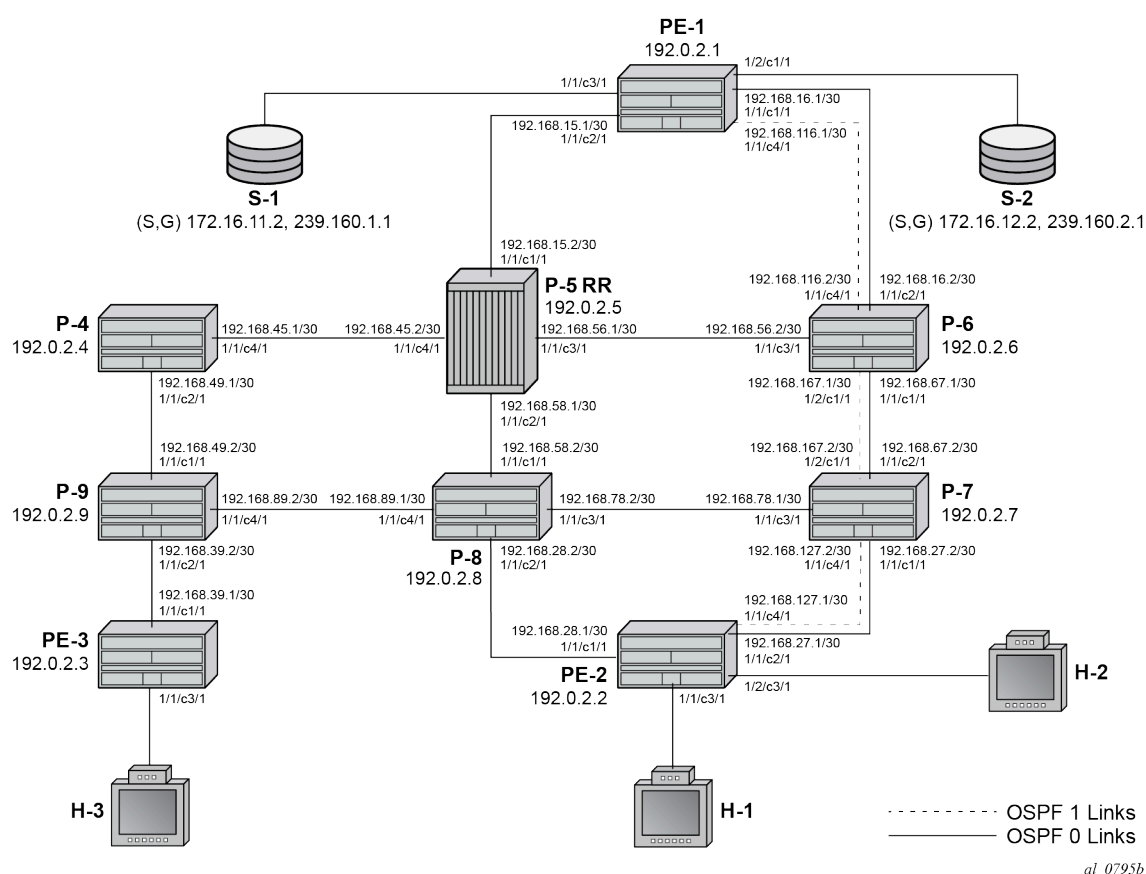 PE-1
192.0.2.1
1/2/c1/1
1/1/c3/1
192.168.16.1/30
1/1/c1/1
192.168.15.1/30
1/1/c2/1
192.168.116.1/30
1/1/c4/1
S-1
(S,G) 172.16.11.2, 239.160.1.1
S-2
(S,G) 172.16.12.2, 239.160.2.1
192.168.15.2/30
1/1/c1/1
P-5 RR
192.0.2.5
192.168.116.2/30
1/1/c4/1
192.168.16.2/30
1/1/c2/1
P-4
192.0.2.4
192.168.45.1/30
1/1/c4/1
192.168.45.2/30
1/1/c4/1
192.168.56.1/30
1/1/c3/1
192.168.56.2/30
1/1/c3/1
P-6
192.0.2.6
192.168.49.1/30
1/1/c2/1
192.168.58.1/30
1/1/c2/1
192.168.167.1/30
1/2/c1/1
192.168.67.1/30
1/1/c1/1
192.168.49.2/30
1/1/c1/1
192.168.58.2/30
1/1/c1/1
192.168.167.2/30
1/2/c1/1
192.168.67.2/30
1/1/c2/1
P-9
192.0.2.9
192.168.89.2/30
1/1/c4/1
192.168.89.1/30
1/1/c4/1
192.168.78.2/30
1/1/c3/1
192.168.78.1/30
1/1/c3/1
P-7
192.0.2.7
192.168.39.2/30
1/1/c2/1
P-8
192.0.2.8
192.168.28.2/30
1/1/c2/1
192.168.127.2/30
1/1/c4/1
192.168.27.2/30
1/1/c1/1
192.168.39.1/30
1/1/c1/1
192.168.127.1/30
1/1/c4/1
PE-3
192.0.2.3
192.168.28.1/30
1/1/c1/1
192.168.27.1/30
1/1/c2/1
PE-2
192.0.2.2
1/2/c3/1
H-2
1/1/c3/1
1/1/c3/1
H-3
H-1
OSPF 1 Links
OSPF 0 Links
al_0795b